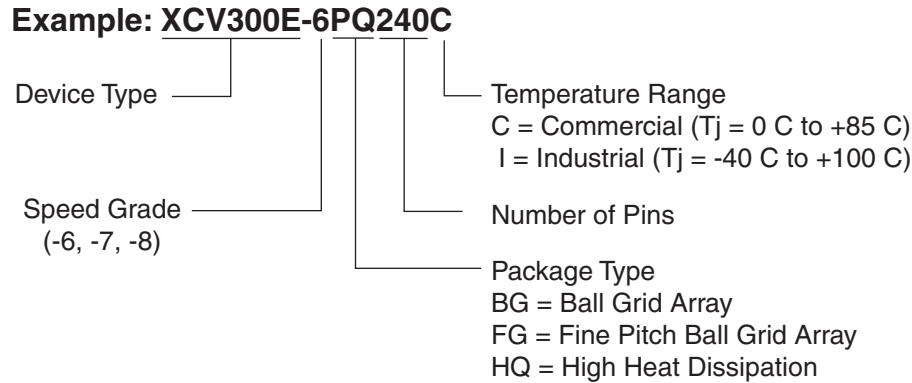 Example: XCV300E-6PQ240C
Device Type
Temperature Range
C = Commercial (Tj = 0 C to +85 C)
I = Industrial (Tj = -40 C to +100 C)
Speed Grade
(-6, -7, -8)
Number of Pins
Package Type
BG = Ball Grid Array
FG = Fine Pitch Ball Grid Array
HQ = High Heat Dissipation